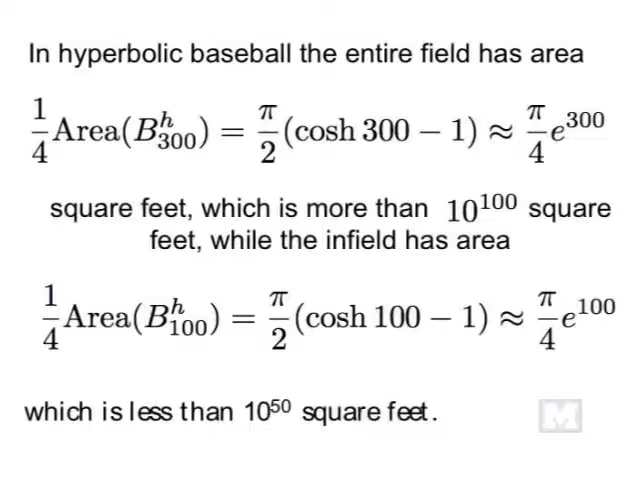 In hyperbolic baseball the entire field has area
1/4 Area(B^h_300) = π/2 (cosh 300 − 1) ≈ π/4 e^300
square feet, which is more than 10^100 square
feet, while the infield has area
1/4 Area(B^h_100) = π/2 (cosh 100 − 1) ≈ π/4 e^100
which is less than 10^50 square feet.
M